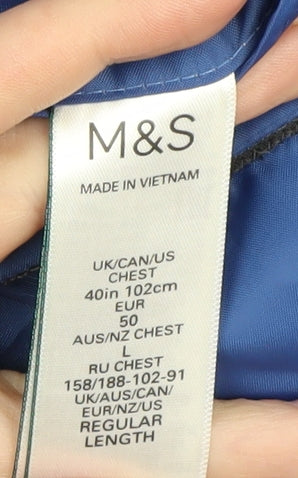 M&S
MADE IN VIETNAM
UK/CAN/US
CHEST
40in 102cm
EUR
50
AUS/NZ CHEST
L
RU CHEST
158/188-102-91
UK/AUS/CAN/
EUR/NZ/US
REGULAR
LENGTH